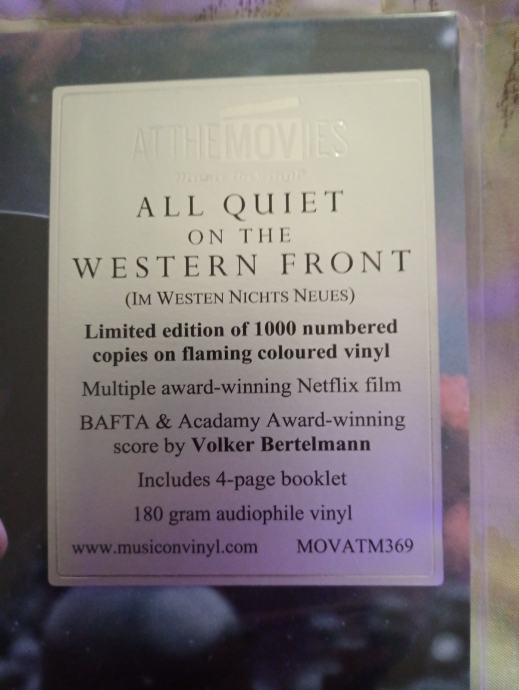 ATTHEMOVIES
ALL QUIET
ON THE
WESTERN FRONT
(IM WESTEN NICHTS NEUES)
Limited edition of 1000 numbered
copies on flaming coloured vinyl
Multiple award-winning Netflix film
BAFTA & Acadamy Award-winning
score by Volker Bertelmann
Includes 4-page booklet
180 gram audiophile vinyl
www.musiconvinyl.com MOVATM369